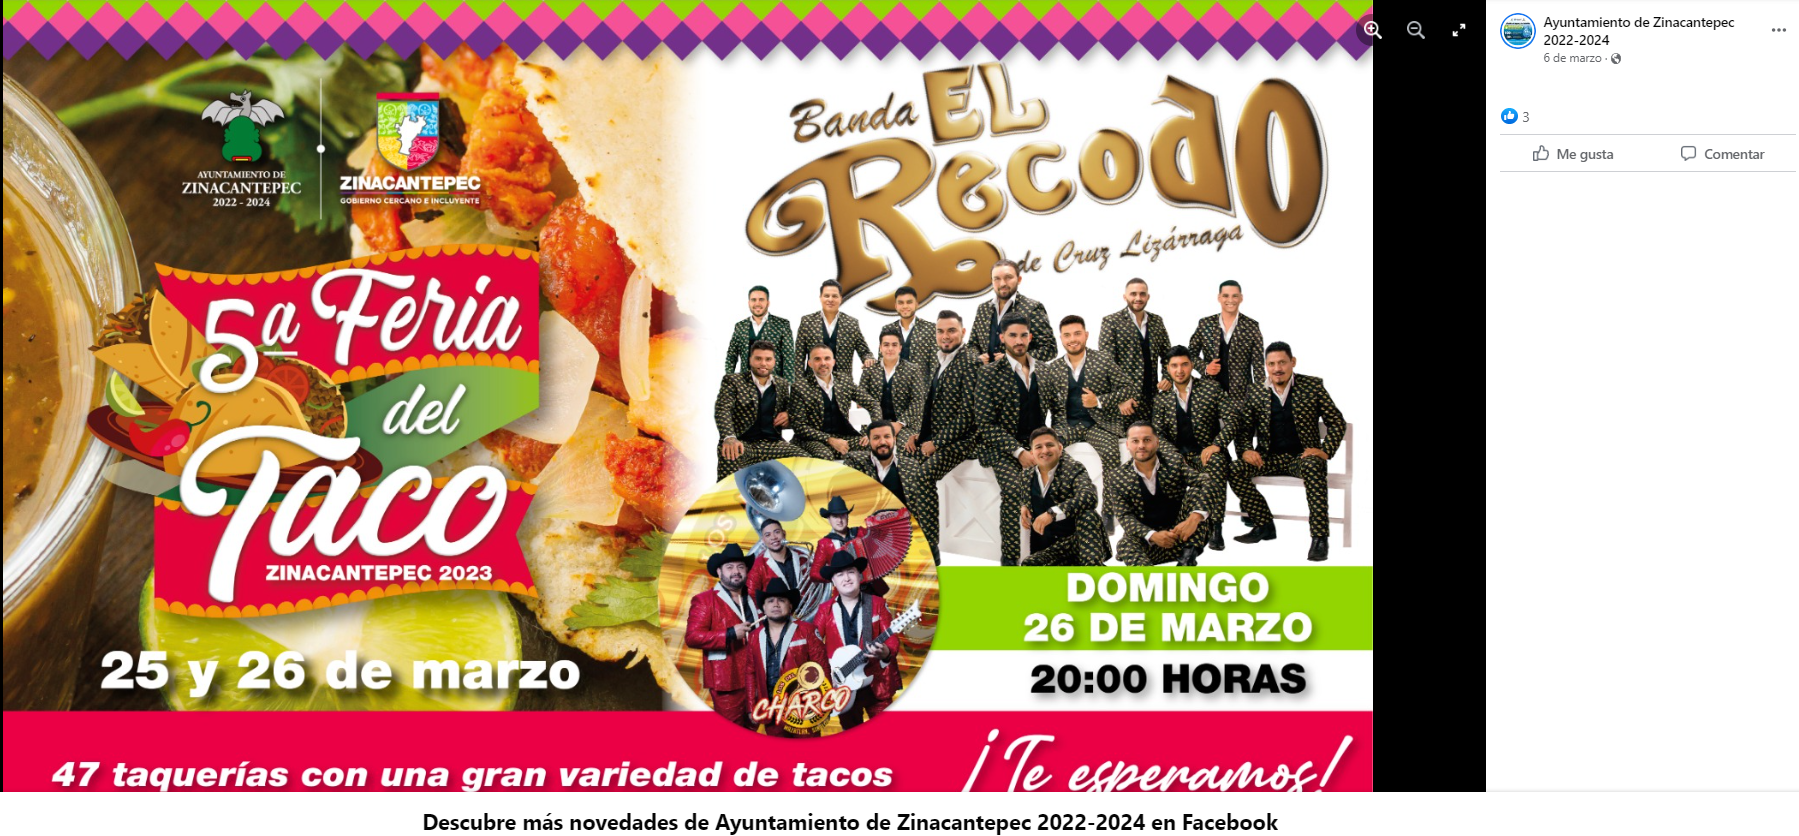 AYUNTAMIENTO DE
ZINACANTEPEC
2022 - 2024
ZINACANTEPEC
GOBIERNO CERCANO E INCLUYENTE
5a Feria
del
Taco
ZINACANTEPEC 2023
25 y 26 de marzo
Banda EL
Recodo
de Cruz Lizárraga
CHARCO
DOMINGO
26 DE MARZO
20:00 HORAS
47 taquerías con una gran variedad de tacos
¡Te esperamos!
Ayuntamiento de Zinacantepec
2022-2024
6 de marzo ·
3
Me gusta
Comentar
Descubre más novedades de Ayuntamiento de Zinacantepec 2022-2024 en Facebook